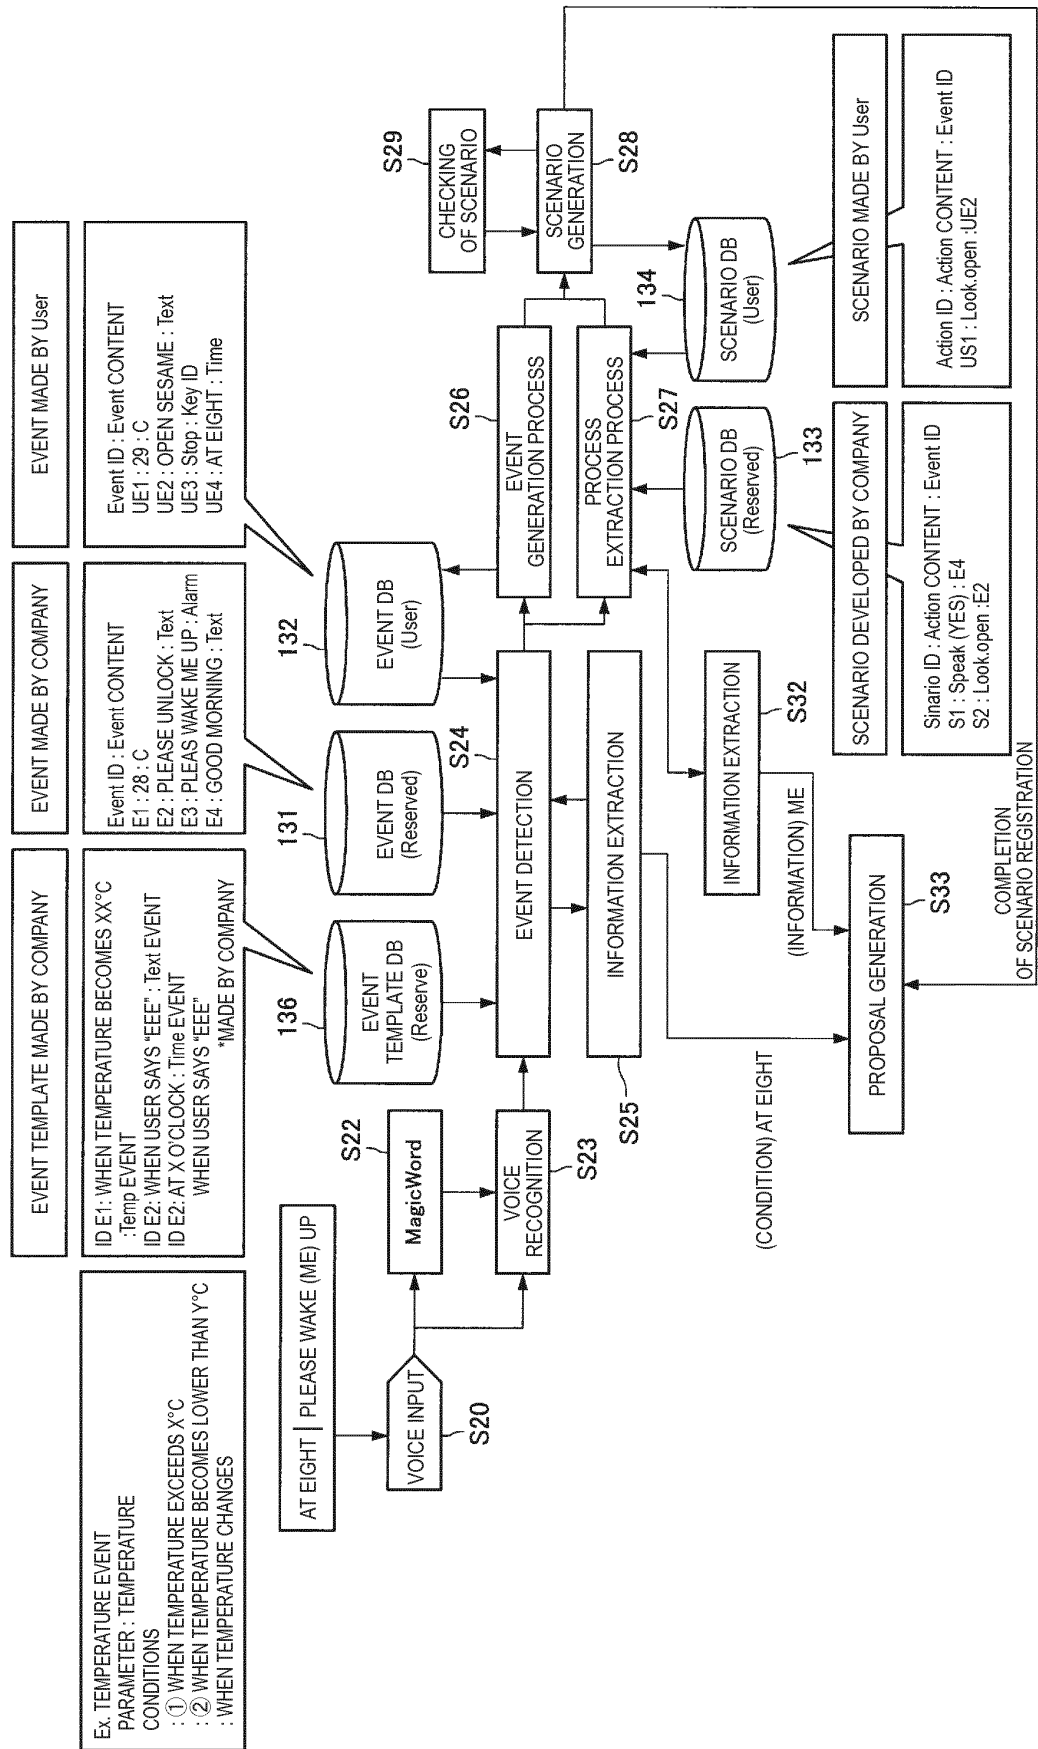 Ex. TEMPERATURE EVENT
PARAMETER : TEMPERATURE
CONDITIONS
: ① WHEN TEMPERATURE EXCEEDS X°C
: ② WHEN TEMPERATURE BECOMES LOWER THAN Y°C
: WHEN TEMPERATURE CHANGES
EVENT TEMPLATE MADE BY COMPANY
ID E1: WHEN TEMPERATURE BECOMES XX°C
:Temp EVENT
ID E2: WHEN USER SAYS "EEE" : Text EVENT
ID E2: AT X O'CLOCK : Time EVENT
WHEN USER SAYS "EEE"
*MADE BY COMPANY
EVENT MADE BY COMPANY
Event ID : Event CONTENT
E1 : 28 : C
E2 : PLEASE UNLOCK : Text
E3 : PLEAS WAKE ME UP : Alarm
E4 : GOOD MORNING : Text
EVENT MADE BY User
Event ID : Event CONTENT
UE1 : 29 : C
UE2 : OPEN SESAME : Text
UE3 : Stop : Key ID
UE4 : AT EIGHT : Time
AT EIGHT | PLEASE WAKE (ME) UP
136
EVENT
TEMPLATE DB
(Reserve)
131
EVENT DB
(Reserved)
132
EVENT DB
(User)
VOICE INPUT
S20
MagicWord
S22
VOICE
RECOGNITION
S23
EVENT DETECTION
S24
INFORMATION EXTRACTION
S25
EVENT
GENERATION PROCESS
S26
PROCESS
EXTRACTION PROCESS
S27
CHECKING
OF SCENARIO
S29
SCENARIO
GENERATION
S28
SCENARIO DB
(Reserved)
133
SCENARIO DB
(User)
134
INFORMATION EXTRACTION
S32
(INFORMATION) ME
(CONDITION) AT EIGHT
PROPOSAL GENERATION
S33
SCENARIO DEVELOPED BY COMPANY
Sinario ID : Action CONTENT : Event ID
S1 : Speak (YES) : E4
S2 : Look.open :E2
SCENARIO MADE BY User
Action ID : Action CONTENT : Event ID
US1 : Look.open :UE2
COMPLETION
OF SCENARIO REGISTRATION